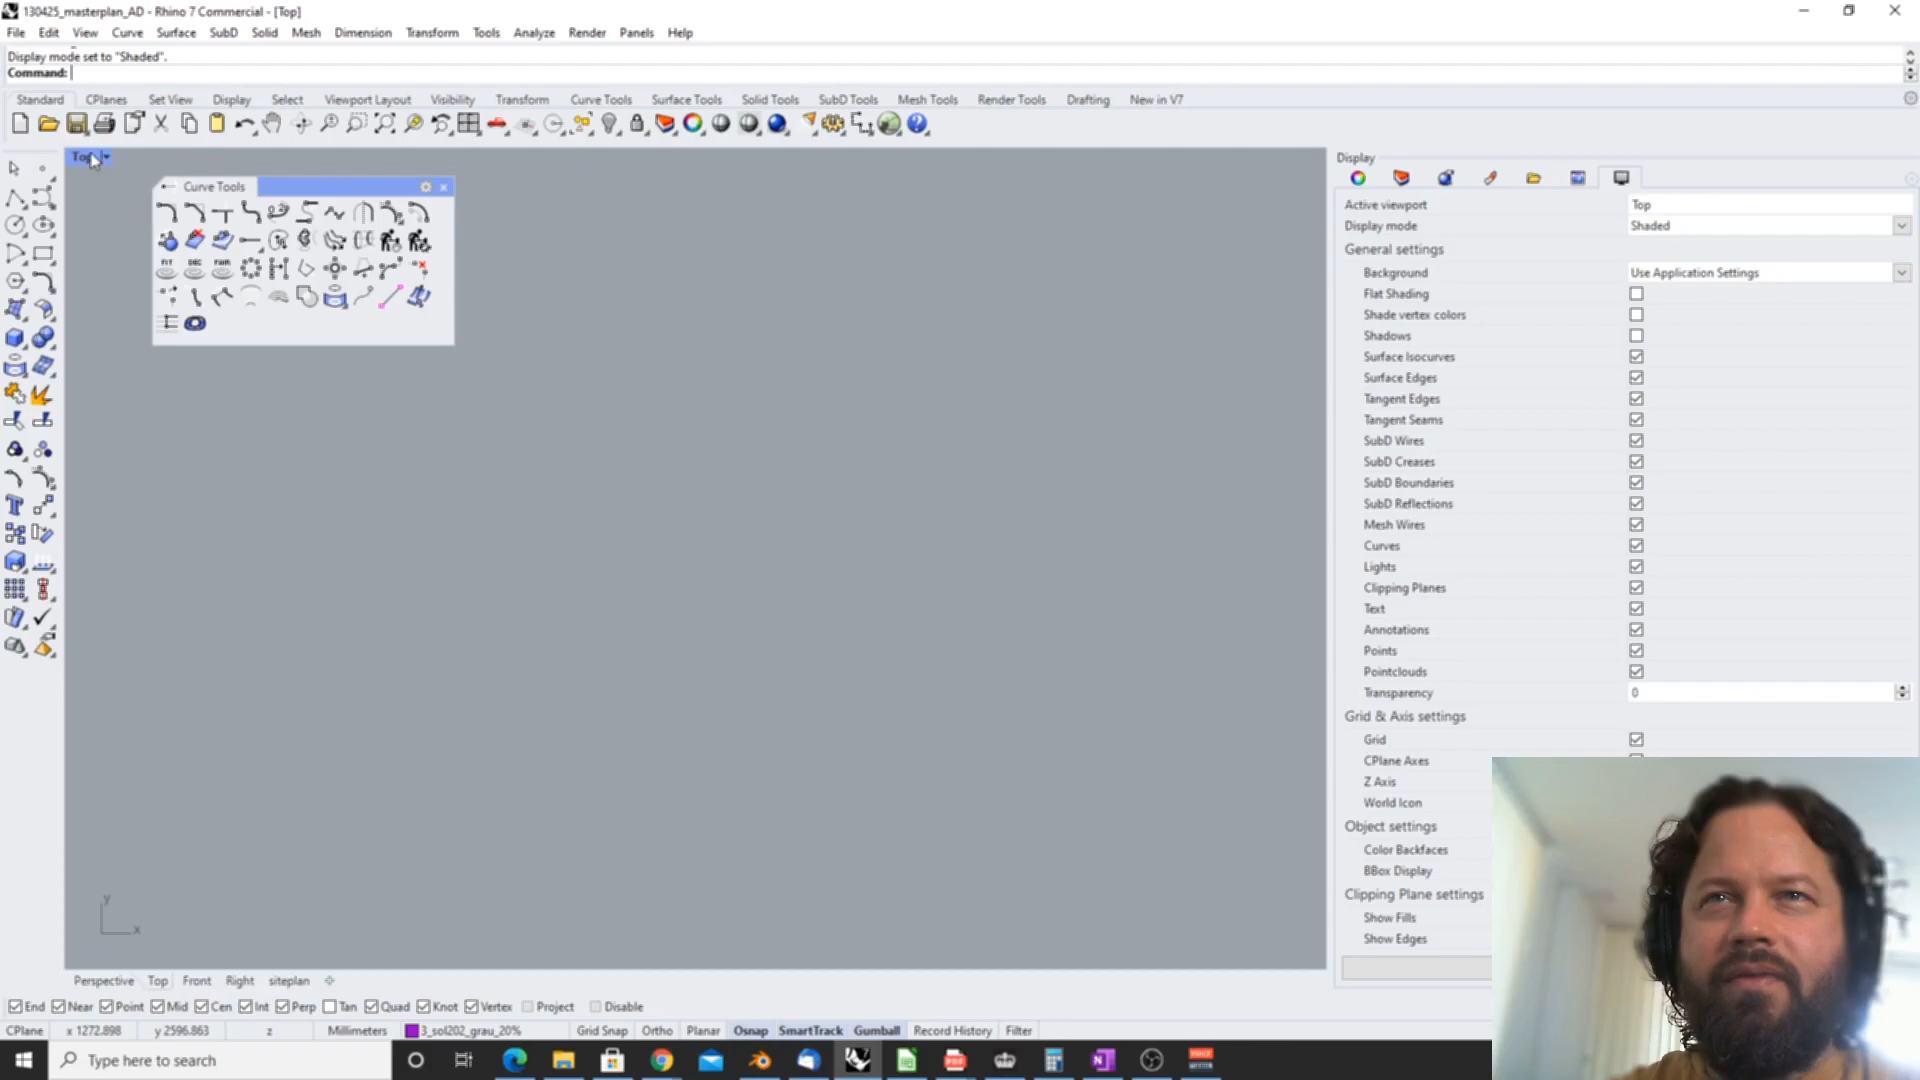 130425_masterplan_AD - Rhino 7 Commercial - [Top]
File Edit View Curve Surface SubD Solid Mesh Dimension Transform Tools Analyze Render Panels Help
Display mode set to "Shaded".
Command:
Standard CPlanes Set View Display Select Viewport Layout Visibility Transform Curve Tools Surface Tools Solid Tools SubD Tools Mesh Tools Render Tools Drafting New in V7
Top
Curve Tools
FIT DEC FAIR
Display
Active viewport Top
Display mode Shaded
General settings
Background Use Application Settings
Flat Shading
Shade vertex colors
Shadows
Surface Isocurves
Surface Edges
Tangent Edges
Tangent Seams
SubD Wires
SubD Creases
SubD Boundaries
SubD Reflections
Mesh Wires
Curves
Lights
Clipping Planes
Text
Annotations
Points
Pointclouds
Transparency 0
Grid & Axis settings
Grid
CPlane Axes
Z Axis
World Icon
Object settings
Color Backfaces
BBox Display
Clipping Plane settings
Show Fills
Show Edges
y
x
Perspective Top Front Right siteplan
End Near Point Mid Cen Int Perp Tan Quad Knot Vertex Project Disable
CPlane x 1272.898 y 2596.863 z Millimeters 3_sol202_grau_20% Grid Snap Ortho Planar Osnap SmartTrack Gumball Record History Filter
Type here to search